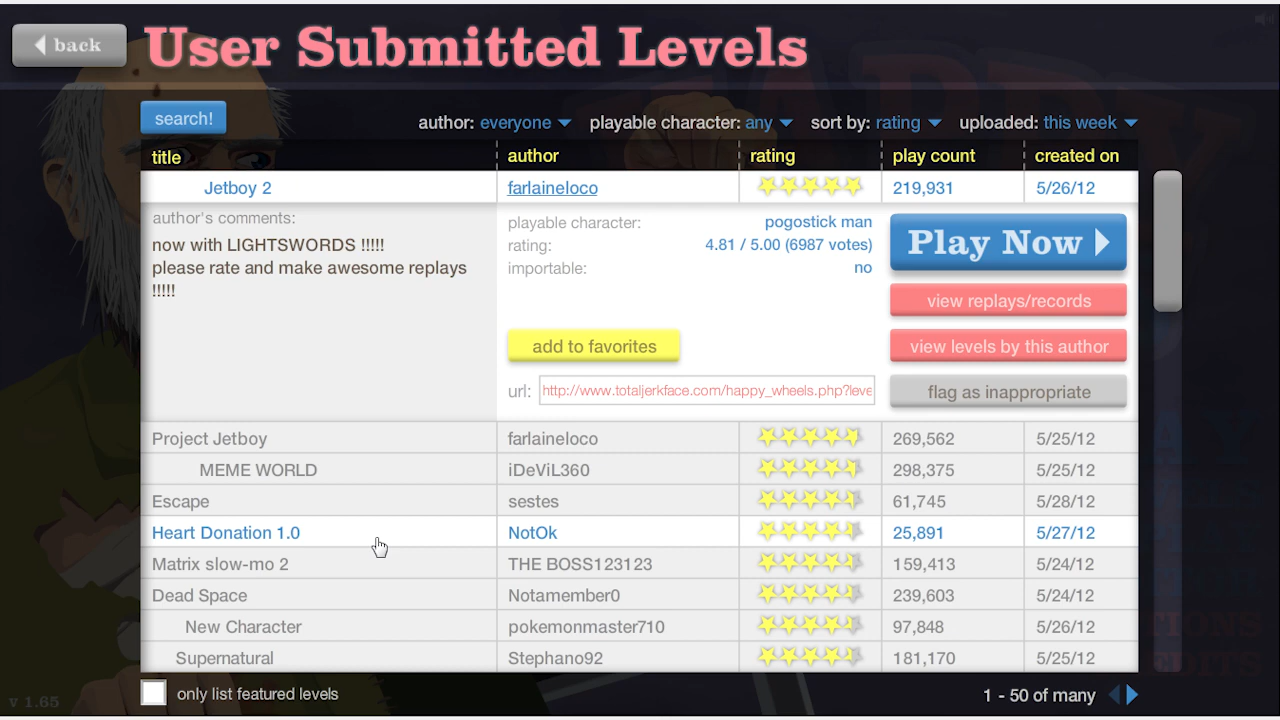 back
User Submitted Levels
search!
author: everyone playable character: any sort by: rating uploaded: this week
title author rating play count created on
Jetboy 2 farlaineloco 219,931 5/26/12
author's comments:
now with LIGHTSWORDS !!!!!
please rate and make awesome replays
!!!!!
playable character: pogostick man
rating: 4.81 / 5.00 (6987 votes)
importable: no
add to favorites
url: http://www.totaljerkface.com/happy_wheels.php?leve
Play Now
view replays/records
view levels by this author
flag as inappropriate
Project Jetboy farlaineloco 269,562 5/25/12
MEME WORLD iDeViL360 298,375 5/25/12
Escape sestes 61,745 5/28/12
Heart Donation 1.0 NotOk 25,891 5/27/12
Matrix slow-mo 2 THE BOSS123123 159,413 5/24/12
Dead Space Notamember0 239,603 5/24/12
New Character pokemonmaster710 97,848 5/26/12
Supernatural Stephano92 181,170 5/25/12
only list featured levels
1 - 50 of many
v 1.65